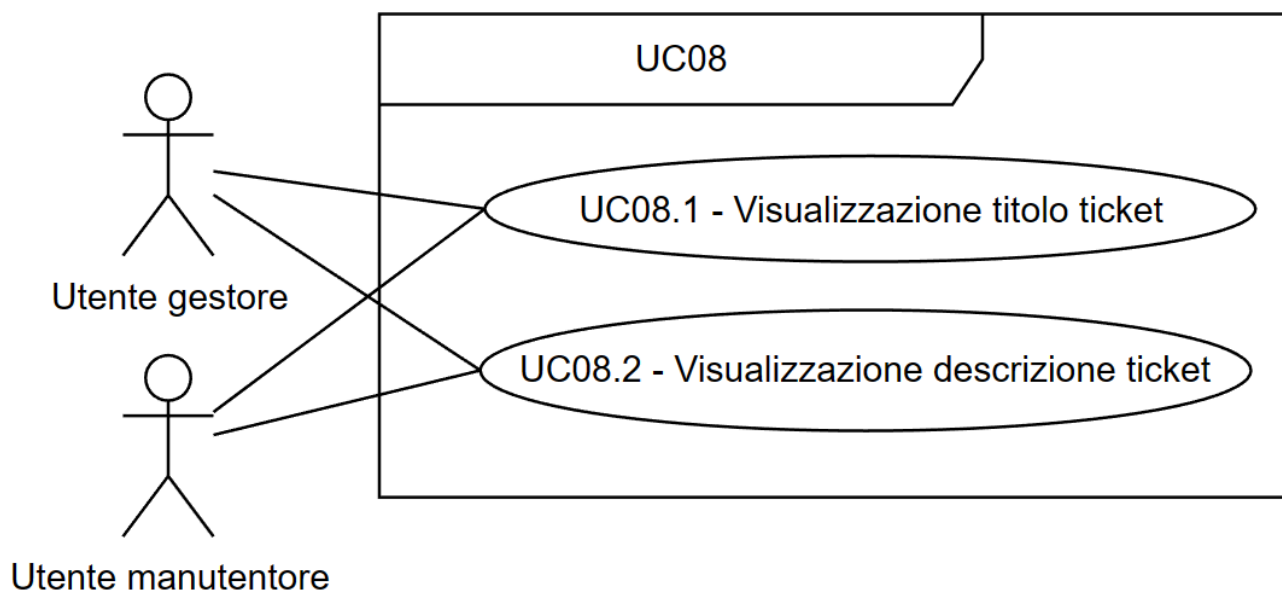 UC08
UC08.1 - Visualizzazione titolo ticket
Utente gestore
UC08.2 - Visualizzazione descrizione ticket
Utente manutentore